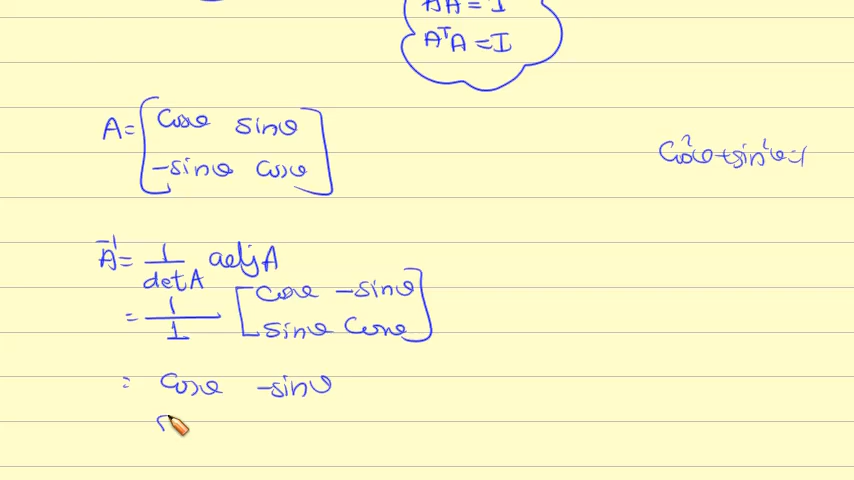 AA = I
AᵀA = I
A = [cosθ sinθ
-sinθ cosθ]
cos²θ+sin²θ=1
A⁻¹ = 1/detA adjA
= 1/1 [cosθ -sinθ
sinθ cosθ]
= cosθ -sinθ